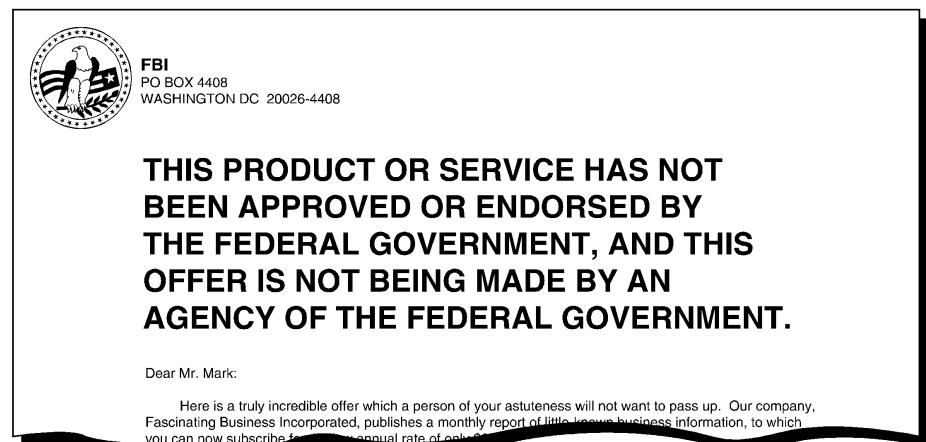 FBI
PO BOX 4408
WASHINGTON DC 20026-4408
THIS PRODUCT OR SERVICE HAS NOT
BEEN APPROVED OR ENDORSED BY
THE FEDERAL GOVERNMENT, AND THIS
OFFER IS NOT BEING MADE BY AN
AGENCY OF THE FEDERAL GOVERNMENT.
Dear Mr. Mark:
Here is a truly incredible offer which a person of your astuteness will not want to pass up. Our company,
Fascinating Business Incorporated, publishes a monthly report of little-known business information, to which
you can now subscribe annual rate of only